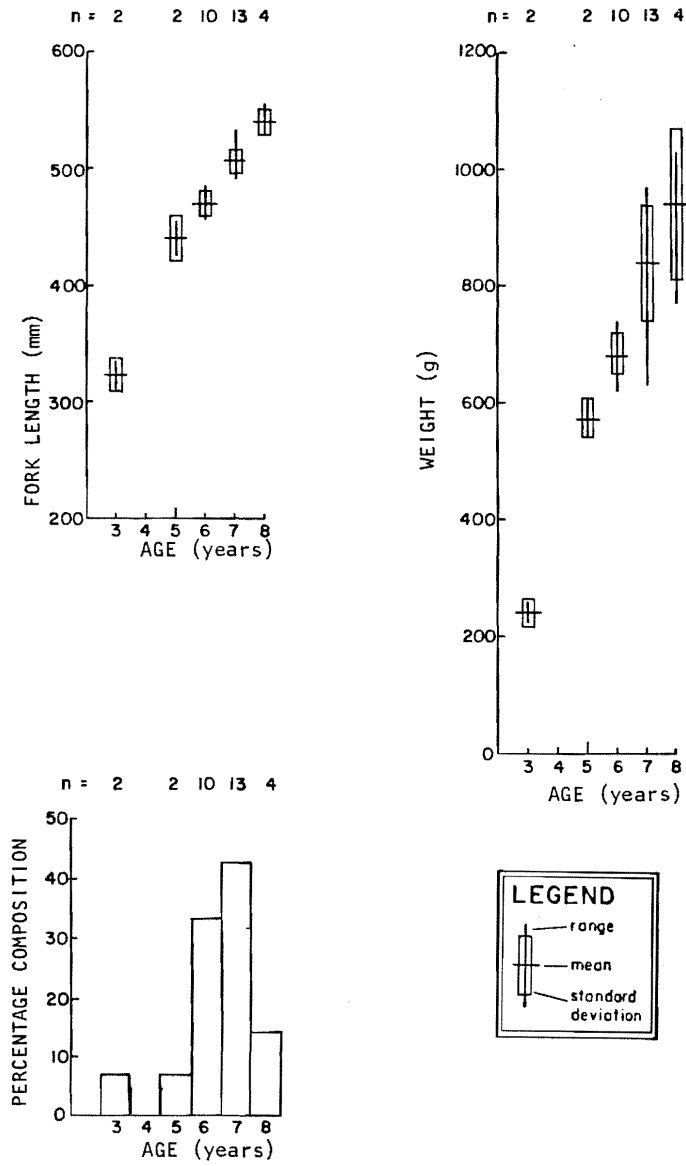 n = 2 2 10 13 4
600
500
400
300
200
FORK LENGTH (mm)
3 4 5 6 7 8
AGE (years)
n = 2 2 10 13 4
1200
1000
800
600
400
200
0
WEIGHT (g)
3 4 5 6 7 8
AGE (years)
n = 2 2 10 13 4
50
40
30
20
10
0
PERCENTAGE COMPOSITION
3 4 5 6 7 8
AGE (years)
LEGEND
range
mean
standard
deviation